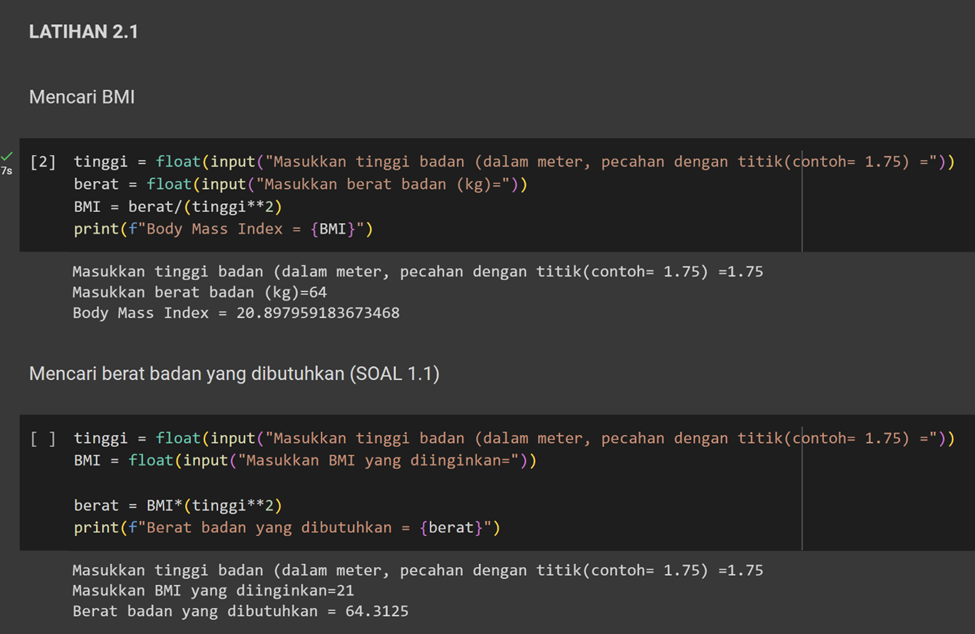 LATIHAN 2.1
Mencari BMI
7s
[2] tinggi = float(input("Masukkan tinggi badan (dalam meter, pecahan dengan titik(contoh= 1.75) ="))
berat = float(input("Masukkan berat badan (kg)="))
BMI = berat/(tinggi**2)
print(f"Body Mass Index = {BMI}")
Masukkan tinggi badan (dalam meter, pecahan dengan titik(contoh= 1.75) =1.75
Masukkan berat badan (kg)=64
Body Mass Index = 20.897959183673468
Mencari berat badan yang dibutuhkan (SOAL 1.1)
[ ] tinggi = float(input("Masukkan tinggi badan (dalam meter, pecahan dengan titik(contoh= 1.75) ="))
BMI = float(input("Masukkan BMI yang diinginkan="))
berat = BMI*(tinggi**2)
print(f"Berat badan yang dibutuhkan = {berat}")
Masukkan tinggi badan (dalam meter, pecahan dengan titik(contoh= 1.75) =1.75
Masukkan BMI yang diinginkan=21
Berat badan yang dibutuhkan = 64.3125